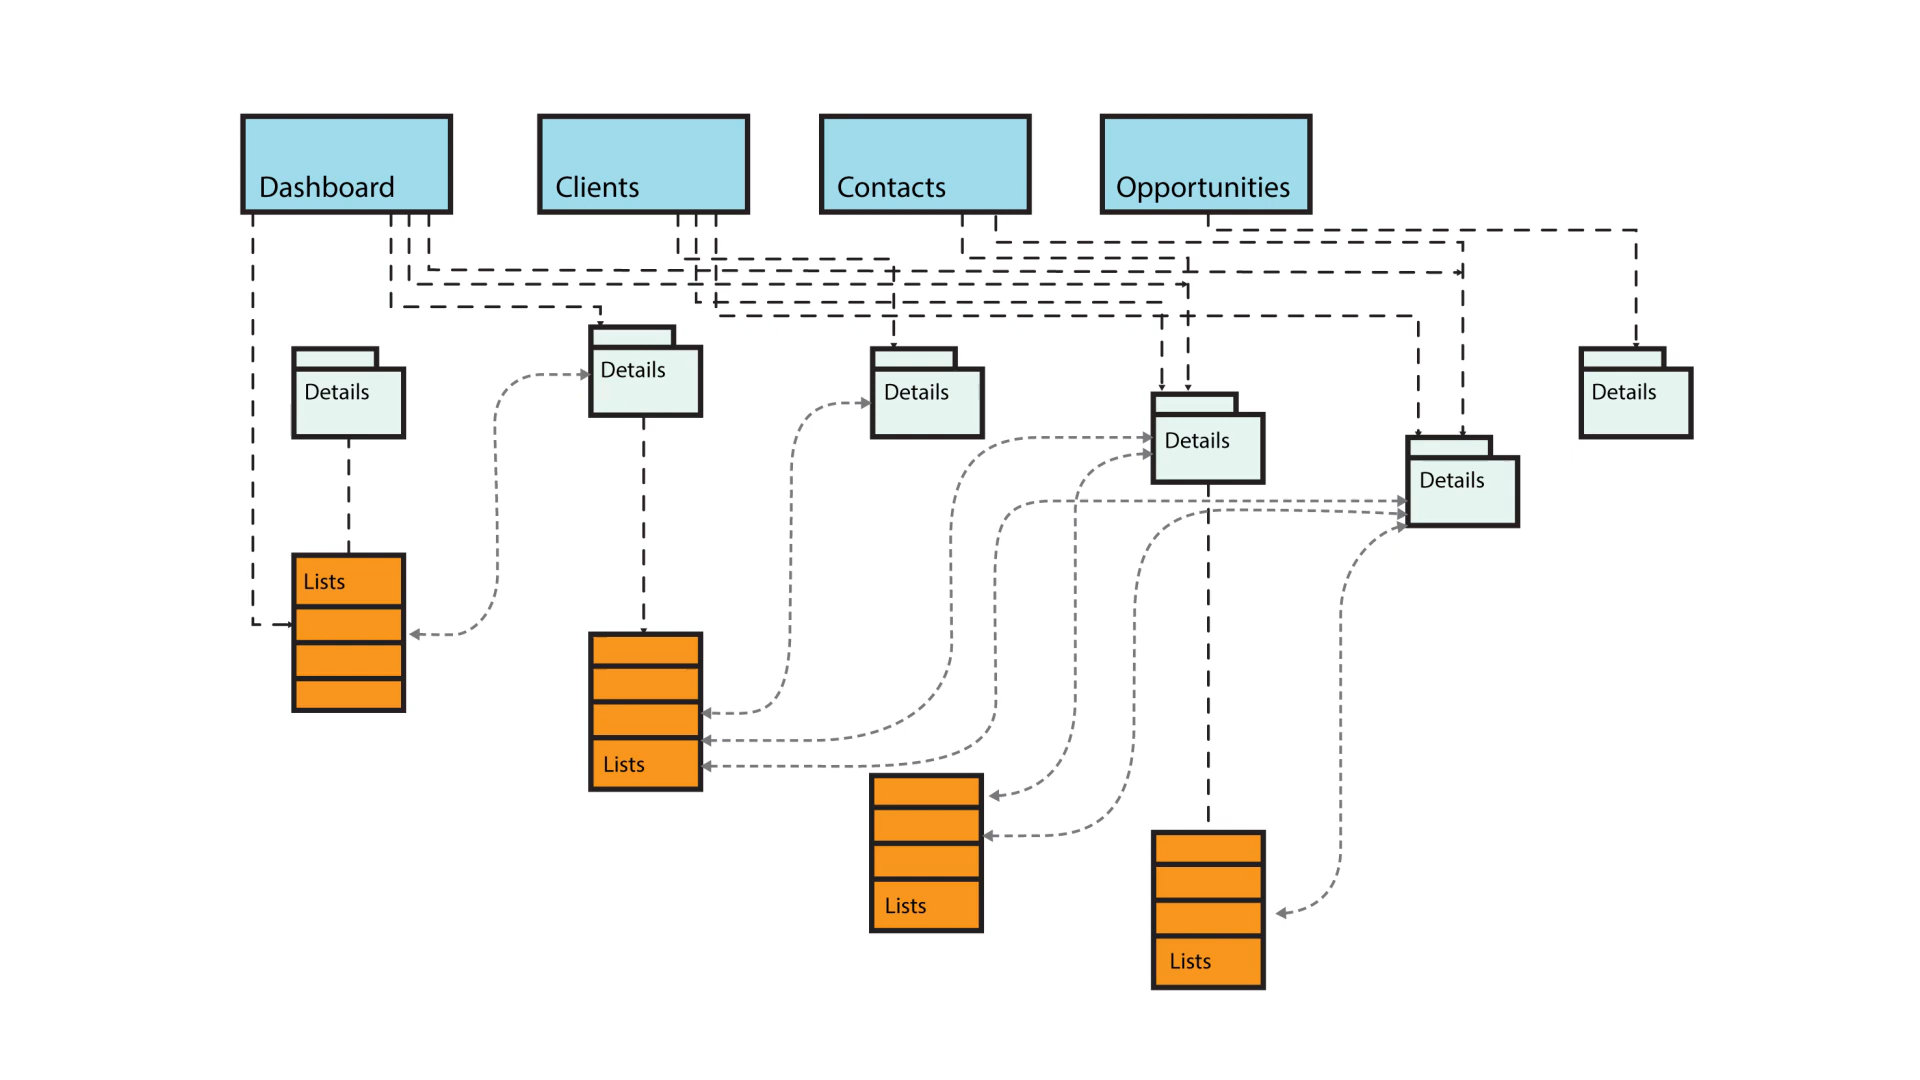 Dashboard
Clients
Contacts
Opportunities
Details
Details
Details
Details
Details
Details
Lists
Lists
Lists
Lists